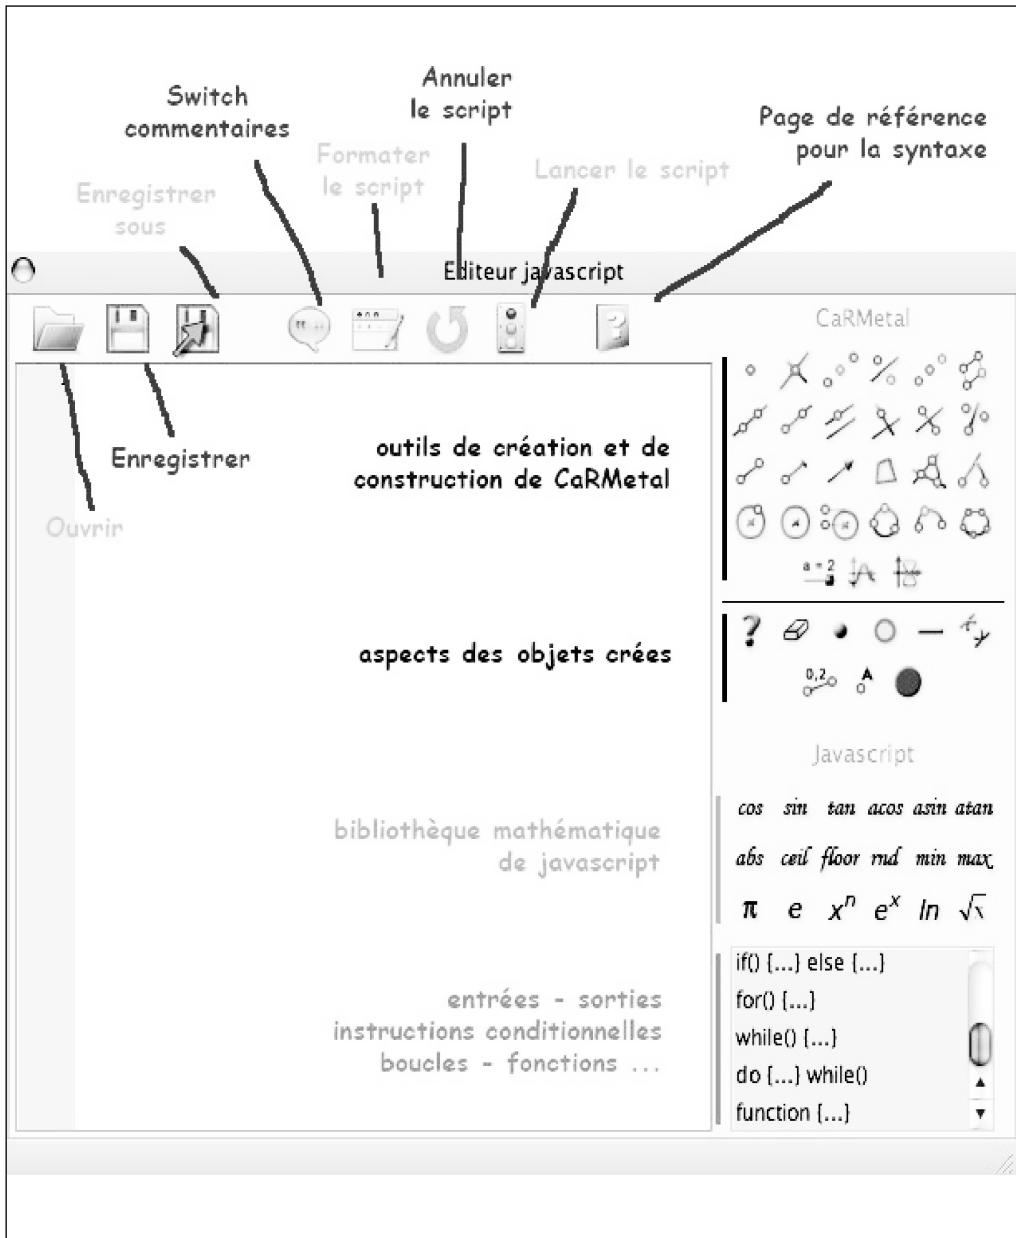 Annuler
le script
Switch
commentaires
Page de référence
pour la syntaxe
Formater
le script
Lancer le script
Enregistrer
sous
Editeur javascript
CaRMetal
outils de création et de
construction de CaRMetal
Enregistrer
Ouvrir
a = 2
aspects des objets crées
?
0,2
A
Javascript
cos sin tan acos asin atan
bibliothèque mathématique
de javascript
abs ceil floor rnd min max
π e xⁿ eˣ ln √x
entrées - sorties
instructions conditionnelles
boucles - fonctions ...
if() {...} else {...}
for() {...}
while() {...}
do {...} while()
function {...}